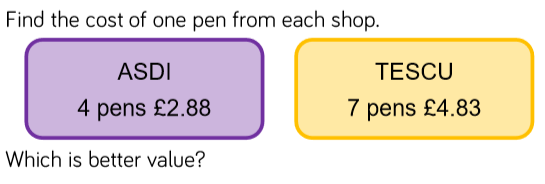 Find the cost of one pen from each shop.
ASDI
4 pens £2.88
TESCU
7 pens £4.83
Which is better value?